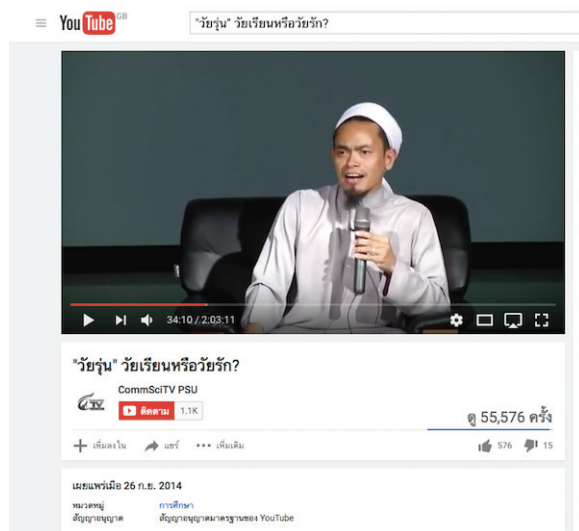 YouTube GB
"วัยรุ่น" วัยเรียนหรือวัยรัก?
34:10 / 2:03:11
"วัยรุ่น" วัยเรียนหรือวัยรัก?
CommSciTV PSU
TV
ติดตาม 1.1K
ดู 55,576 ครั้ง
เพิ่มลงใน แชร์ เพิ่มเติม 576 15
เผยแพร่เมื่อ 26 ก.ย. 2014
หมวดหมู่ การศึกษา
สัญญาอนุญาต สัญญาอนุญาตมาตรฐานของ YouTube